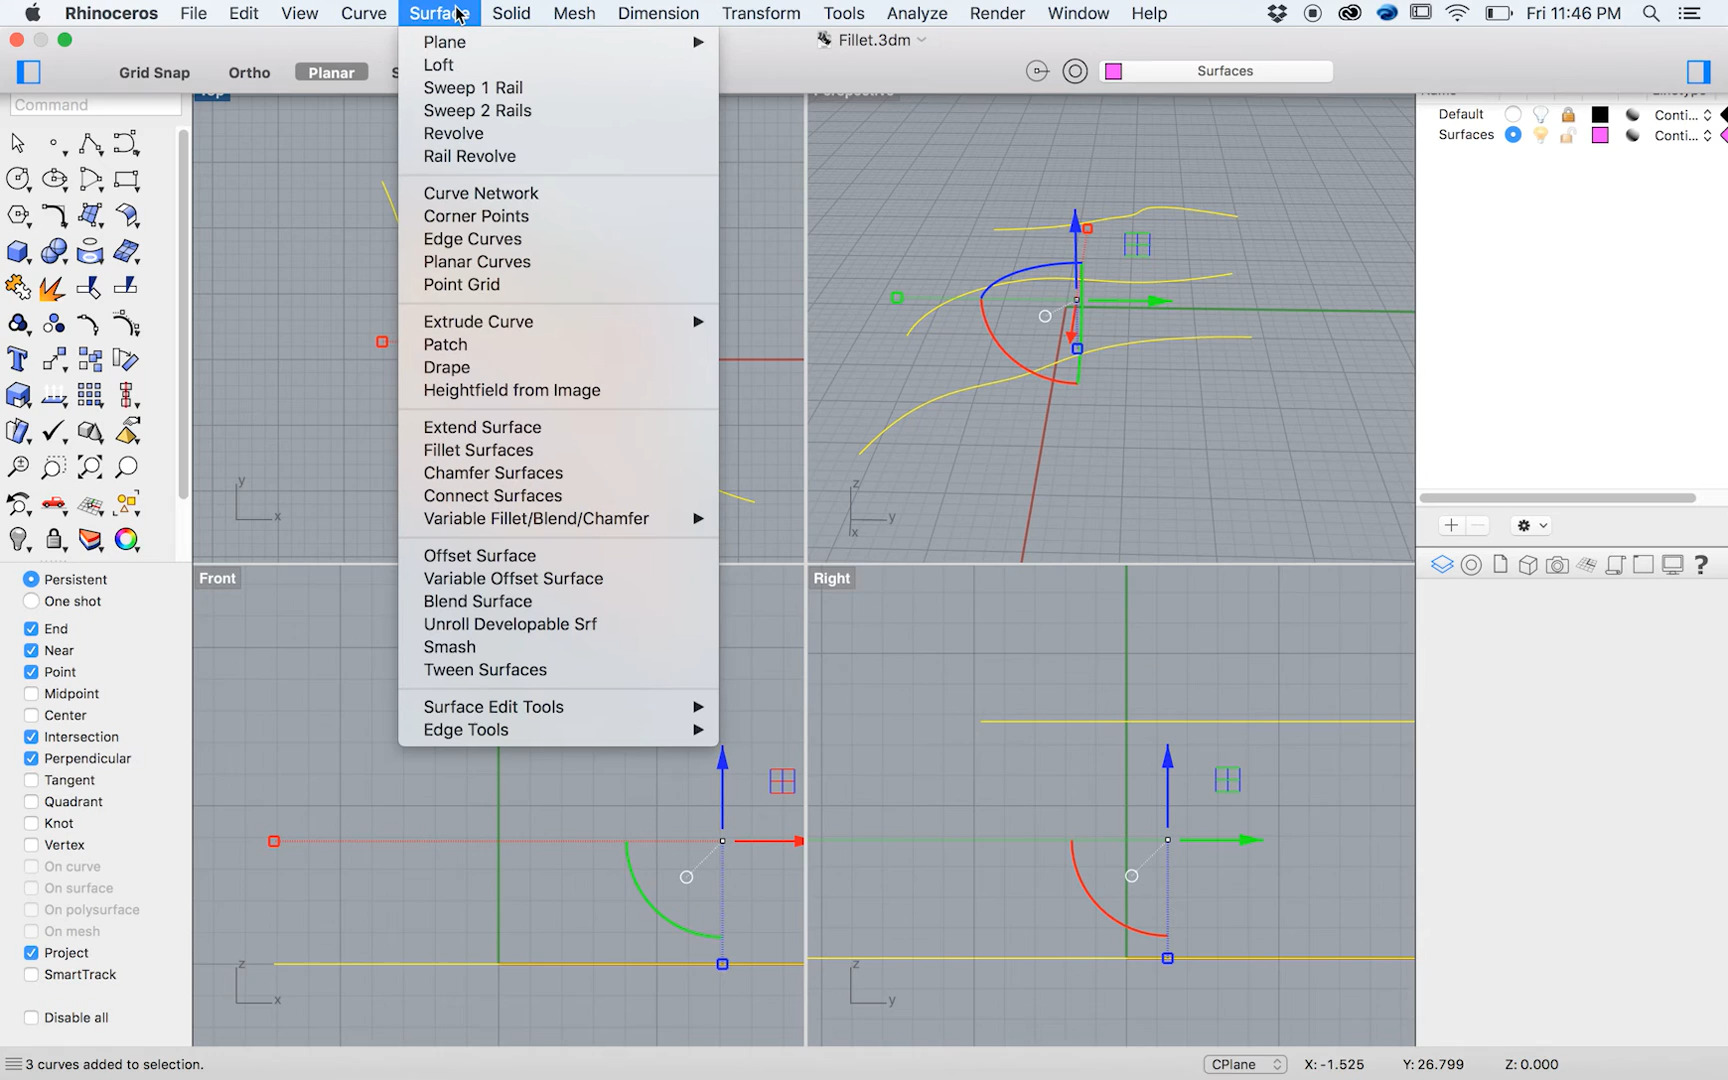 Rhinoceros File Edit View Curve Surface Solid Mesh Dimension Transform Tools Analyze Render Window Help Fri 11:46 PM
Fillet.3dm
Grid Snap Ortho Planar Surfaces
Command
Plane
Loft
Sweep 1 Rail
Sweep 2 Rails
Revolve
Rail Revolve
Curve Network
Corner Points
Edge Curves
Planar Curves
Point Grid
Extrude Curve
Patch
Drape
Heightfield from Image
Extend Surface
Fillet Surfaces
Chamfer Surfaces
Connect Surfaces
Variable Fillet/Blend/Chamfer
Offset Surface
Variable Offset Surface
Blend Surface
Unroll Developable Srf
Smash
Tween Surfaces
Surface Edit Tools
Edge Tools
Default Conti...
Surfaces Conti...
y
x
z
y
x
Persistent
One shot
End
Near
Point
Midpoint
Center
Intersection
Perpendicular
Tangent
Quadrant
Knot
Vertex
On curve
On surface
On polysurface
On mesh
Project
SmartTrack
Disable all
Front
z
x
Right
z
y
3 curves added to selection.
CPlane X: -1.525 Y: 26.799 Z: 0.000